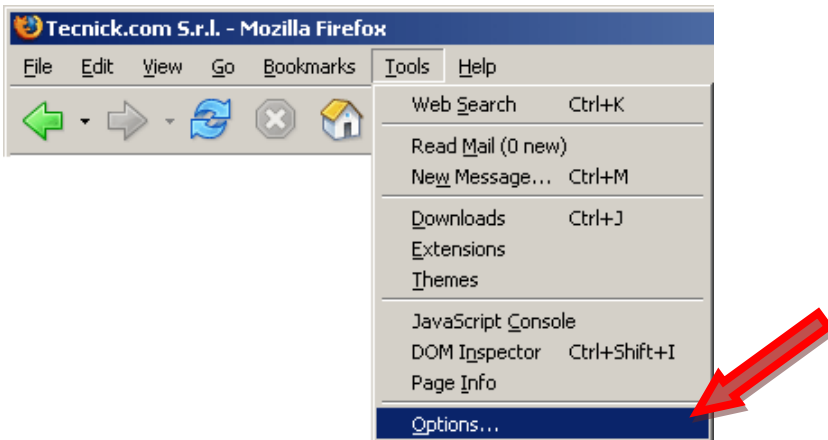 Tecnick.com S.r.l. - Mozilla Firefox
File Edit View Go Bookmarks Tools Help
Web Search Ctrl+K
Read Mail (0 new)
New Message... Ctrl+M
Downloads Ctrl+J
Extensions
Themes
JavaScript Console
DOM Inspector Ctrl+Shift+I
Page Info
Options...